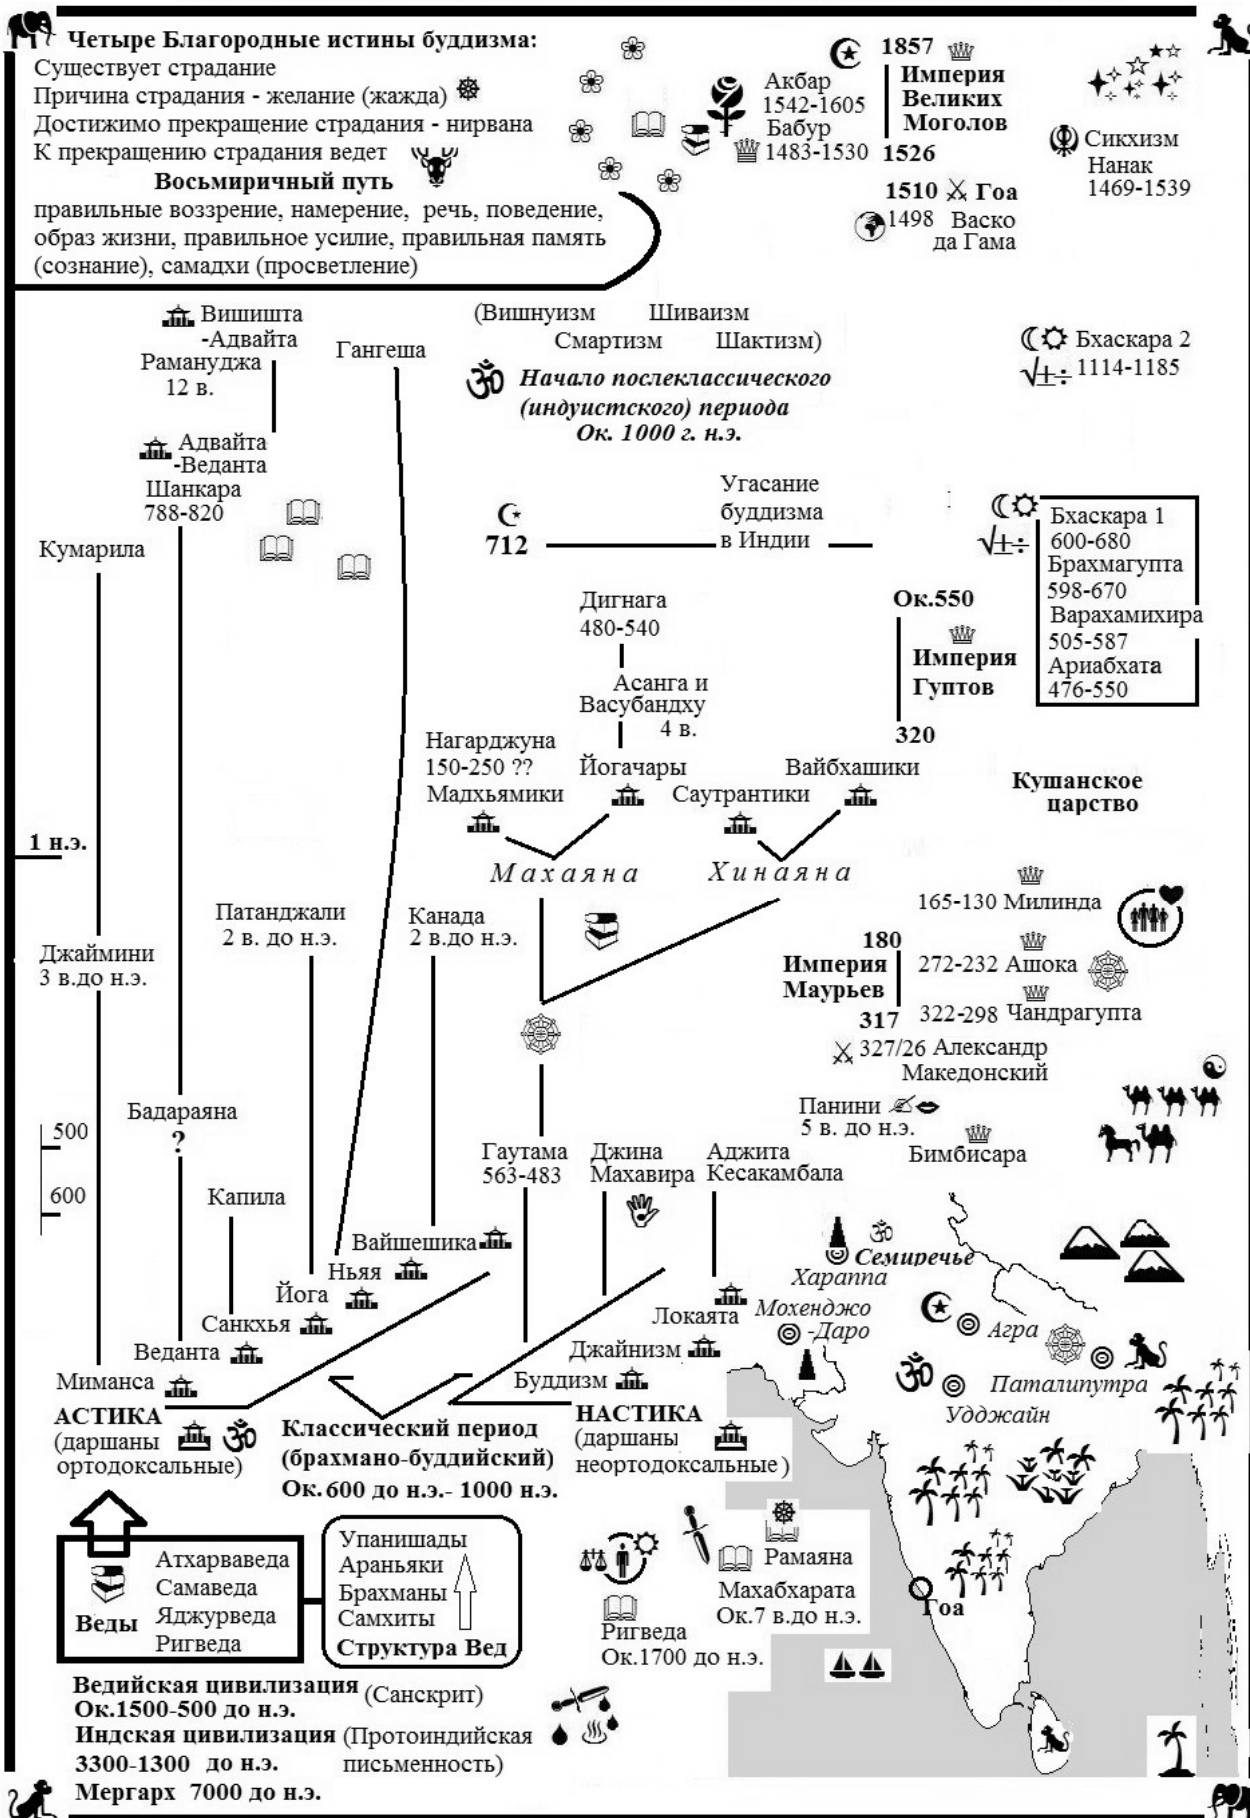 Четыре Благородные истины буддизма:
Существует страдание
Причина страдания - желание (жажда)
Достижимо прекращение страдания - нирвана
К прекращению страдания ведет
Восьмиричный путь
правильные воззрение, намерение, речь, поведение,
образ жизни, правильное усилие, правильная память
(сознание), самадхи (просветление)
Акбар
1542-1605
Бабур
1483-1530
1857
Империя
Великих
Моголов
1526
1510 Гоа
1498 Васко
да Гама
Сикхизм
Нанак
1469-1539
Вишишта
-Адвайта
Рамануджа
12 в.
Гангеша
(Вишнуизм Шиваизм
Смартизм Шактизм)
Начало послеклассического
(индуистского) периода
Ок. 1000 г. н.э.
Бхаскара 2
√±÷ 1114-1185
Адвайта
-Веданта
Шанкара
788-820
Кумарила
712
Угасание
буддизма
в Индии
√±÷
Бхаскара 1
600-680
Брахмагупта
598-670
Варахамихира
505-587
Ариабхата
476-550
Дигнага
480-540
Асанга и
Васубандху
4 в.
Ок.550
Империя
Гуптов
320
Нагарджуна
150-250 ??
Мадхьямики
Йогачары
Саутрантики
Вайбхашики
Кушанское
царство
1 н.э.
Махаяна
Хинаяна
Патанджали
2 в. до н.э.
Канада
2 в.до н.э.
Джаймини
3 в.до н.э.
165-130 Милинда
180
Империя
Маурьев
317
272-232 Ашока
322-298 Чандрагупта
327/26 Александр
Македонский
Панини
5 в. до н.э.
Бимбисара
Бадараяна
?
500
600
Капила
Гаутама
563-483
Джина
Махавира
Аджита
Кесакамбала
Вайшешика
Ньяя
Йога
Санкхья
Веданта
Миманса
Локаята
Джайнизм
Буддизм
ॐ
Семиречье
Хараппа
Мохенджо
-Даро
Агра
Паталипутра
Удджайн
Гоа
АСТИКА
(даршаны
ортодоксальные)
Классический период
(брахмано-буддийский)
Ок.600 до н.э.- 1000 н.э.
НАСТИКА
(даршаны
неортодоксальные)
Веды
Атхарваведа
Самаведа
Яджурведа
Ригведа
Упанишады
Араньяки
Брахманы
Самхиты
Структура Вед
Рамаяна
Махабхарата
Ок.7 в.до н.э.
Ригведа
Ок.1700 до н.э.
Ведийская цивилизация (Санскрит)
Ок.1500-500 до н.э.
Индская цивилизация (Протоиндийская
3300-1300 до н.э. письменность)
Мергарх 7000 до н.э.